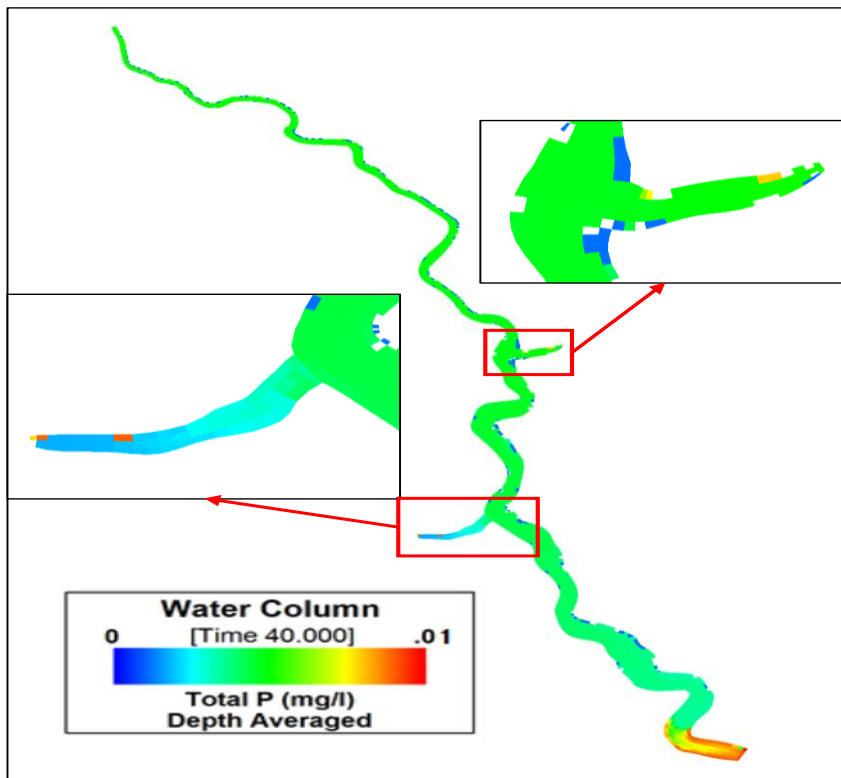 Water Column
0 [Time 40.000] .01
Total P (mg/l)
Depth Averaged